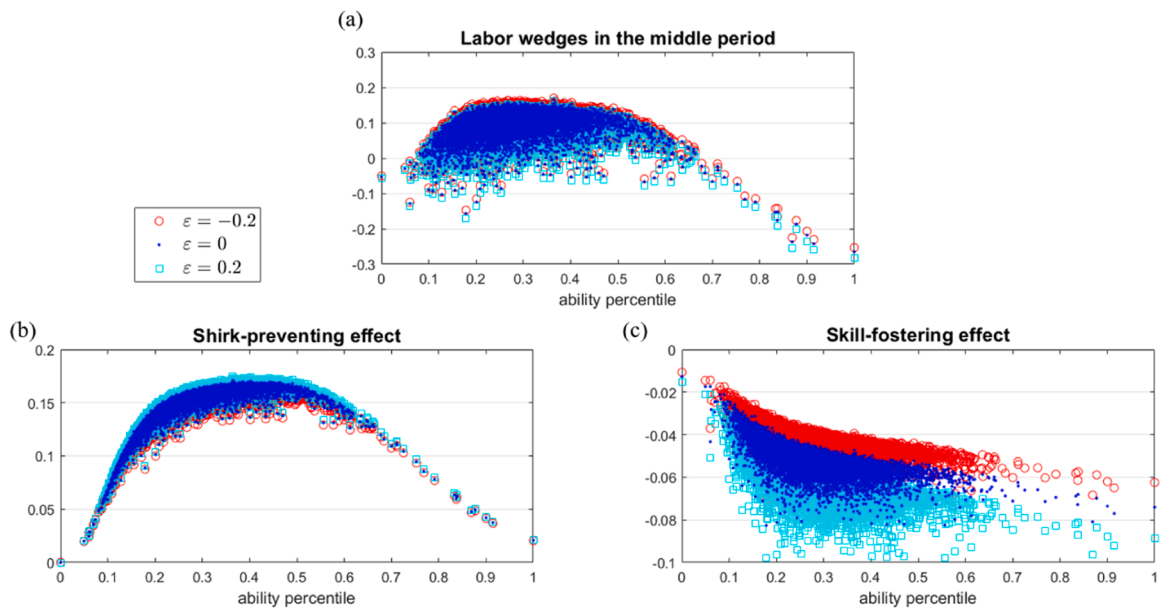 (a)
Labor wedges in the middle period
0.3
0.2
0.1
0
-0.1
-0.2
-0.3
0 0.1 0.2 0.3 0.4 0.5 0.6 0.7 0.8 0.9 1
ability percentile
ε = −0.2
ε = 0
ε = 0.2
(b)
Shirk-preventing effect
0.2
0.15
0.1
0.05
0
0 0.1 0.2 0.3 0.4 0.5 0.6 0.7 0.8 0.9 1
ability percentile
(c)
Skill-fostering effect
0
-0.02
-0.04
-0.06
-0.08
-0.1
0 0.1 0.2 0.3 0.4 0.5 0.6 0.7 0.8 0.9 1
ability percentile